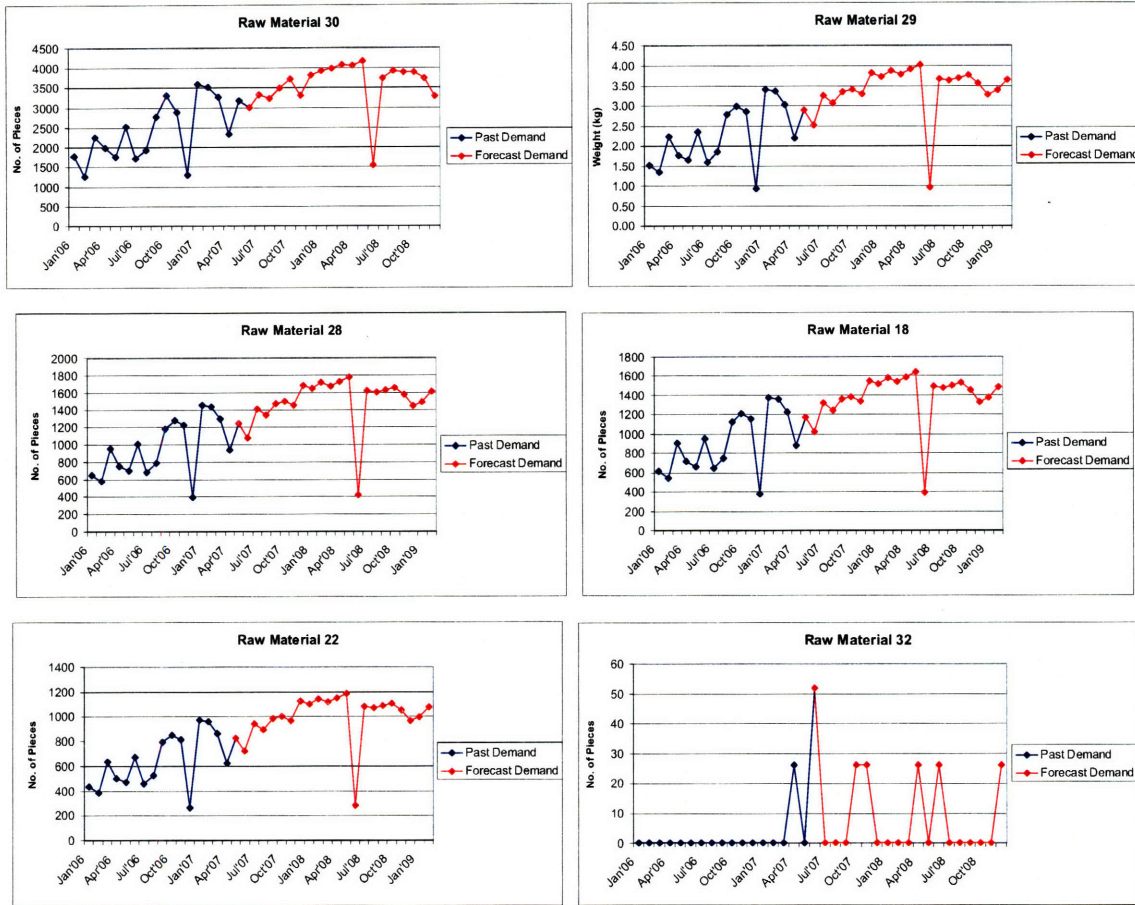 Raw Material 30
4500
4000
3500
3000
2500
2000
1500
1000
500
0
No. of Pieces
Jan'06
Apr'06
Jul'06
Oct'06
Jan'07
Apr'07
Jul'07
Oct'07
Jan'08
Apr'08
Jul'08
Oct'08
Past Demand
Forecast Demand
Raw Material 29
4.50
4.00
3.50
3.00
2.50
2.00
1.50
1.00
0.50
0.00
Weight (kg)
Jan'06
Apr'06
Jul'06
Oct'06
Jan'07
Apr'07
Jul'07
Oct'07
Jan'08
Apr'08
Jul'08
Oct'08
Jan'09
Past Demand
Forecast Demand
Raw Material 28
2000
1800
1600
1400
1200
1000
800
600
400
200
0
No. of Pieces
Jan'06
Apr'06
Jul'06
Oct'06
Jan'07
Apr'07
Jul'07
Oct'07
Jan'08
Apr'08
Jul'08
Oct'08
Jan'09
Past Demand
Forecast Demand
Raw Material 18
1800
1600
1400
1200
1000
800
600
400
200
0
No. of Pieces
Jan'06
Apr'06
Jul'06
Oct'06
Jan'07
Apr'07
Jul'07
Oct'07
Jan'08
Apr'08
Jul'08
Oct'08
Jan'09
Past Demand
Forecast Demand
Raw Material 22
1400
1200
1000
800
600
400
200
0
No. of Pieces
Jan'06
Apr'06
Jul'06
Oct'06
Jan'07
Apr'07
Jul'07
Oct'07
Jan'08
Apr'08
Jul'08
Oct'08
Jan'09
Past Demand
Forecast Demand
Raw Material 32
60
50
40
30
20
10
0
No. of Pieces
Jan'06
Apr'06
Jul'06
Oct'06
Jan'07
Apr'07
Jul'07
Oct'07
Jan'08
Apr'08
Jul'08
Oct'08
Past Demand
Forecast Demand